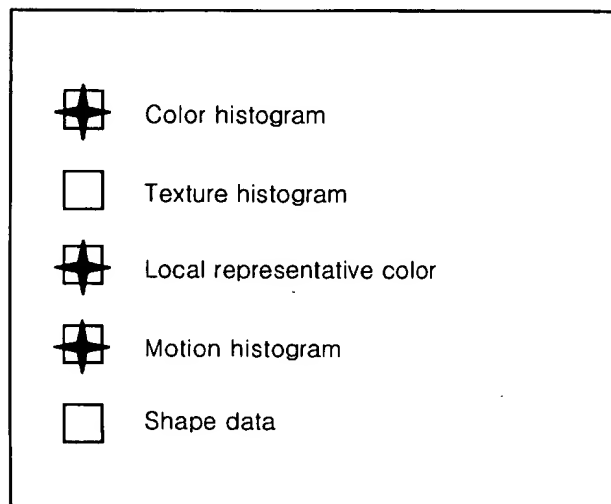 Color histogram
Texture histogram
Local representative color
Motion histogram
Shape data